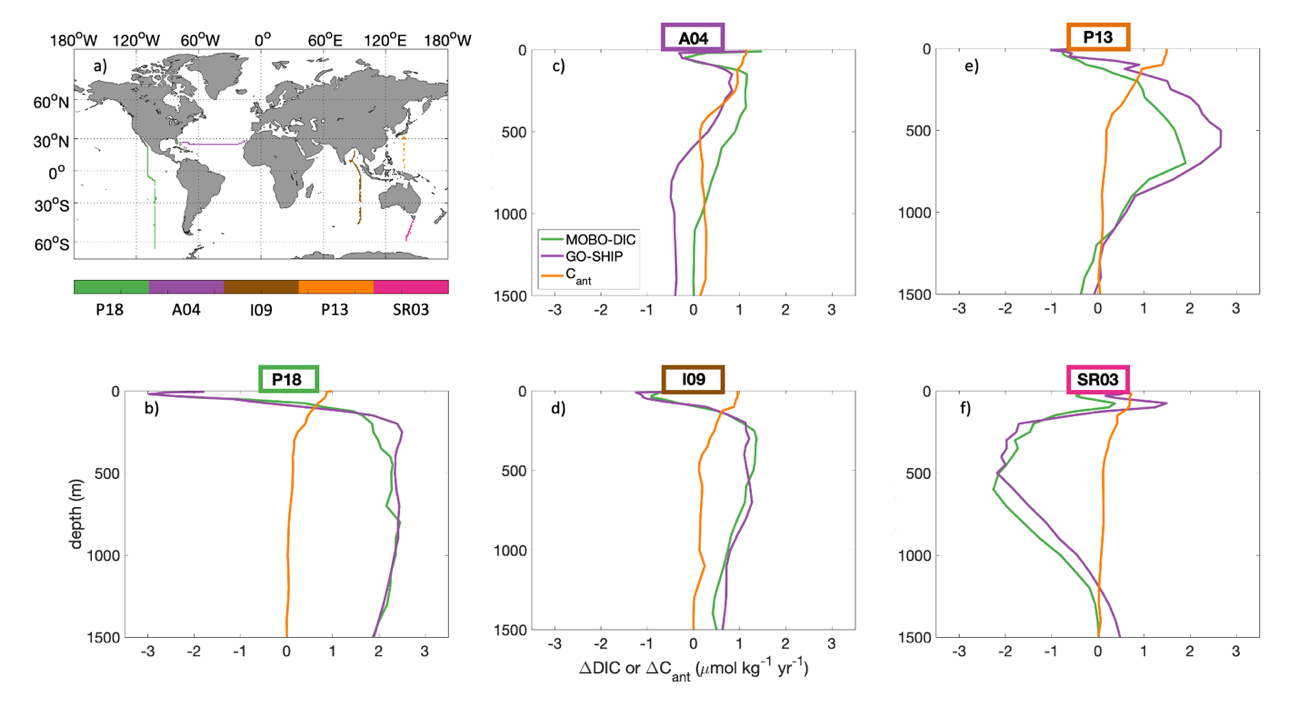 180°W 120°W 60°W 0° 60°E 120°E 180°W
a)
60°N
30°N
0°
30°S
60°S
P18 A04 I09 P13 SR03
A04
c)
0
500
1000
1500
MOBO-DIC
GO-SHIP
C_ant
-3 -2 -1 0 1 2 3
P13
e)
0
500
1000
1500
-3 -2 -1 0 1 2 3
P18
b)
0
500
1000
1500
depth (m)
-3 -2 -1 0 1 2 3
I09
d)
0
500
1000
1500
-3 -2 -1 0 1 2 3
ΔDIC or ΔC_ant (μmol kg⁻¹ yr⁻¹)
SR03
f)
0
500
1000
1500
-3 -2 -1 0 1 2 3